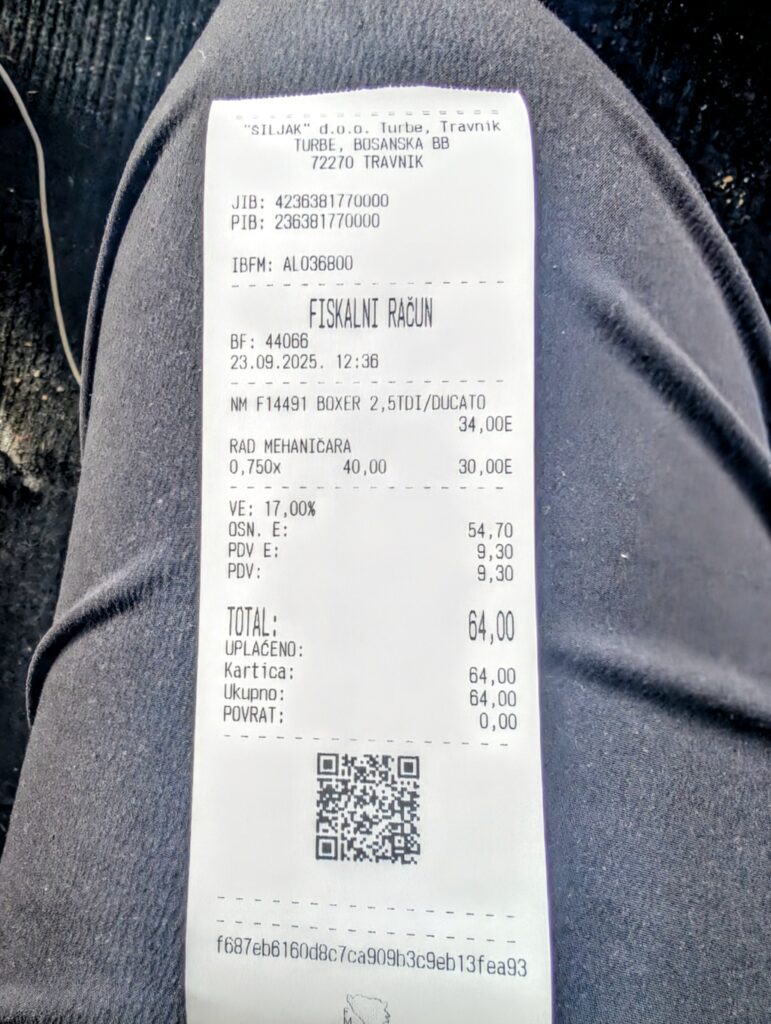 "SILJAK" d.o.o. Turbe, Travnik
TURBE, BOSANSKA BB
72270 TRAVNIK
JIB: 4236381770000
PIB: 236381770000
IBFM: AL036800
FISKALNI RAČUN
BF: 44066
23.09.2025. 12:36
NM F14491 BOXER 2,5TDI/DUCATO
34,00E
RAD MEHANIČARA
0,750x 40,00 30,00E
VE: 17,00%
OSN. E: 54,70
PDV E: 9,30
PDV: 9,30
TOTAL: 64,00
UPLAĆENO:
Kartica: 64,00
Ukupno: 64,00
POVRAT: 0,00
f687eb6160d8c7ca909b3c9eb13fea93